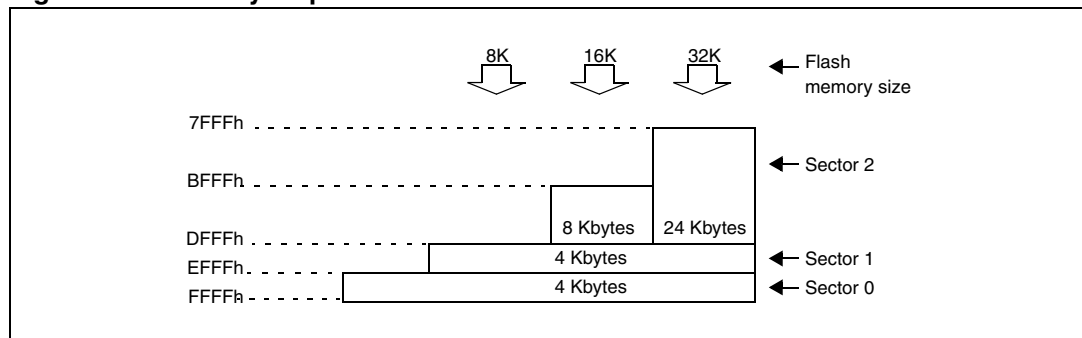 8K 16K 32K Flash
memory size
7FFFh
Sector 2
BFFFh
8 Kbytes 24 Kbytes
DFFFh
4 Kbytes Sector 1
EFFFh
4 Kbytes Sector 0
FFFFh